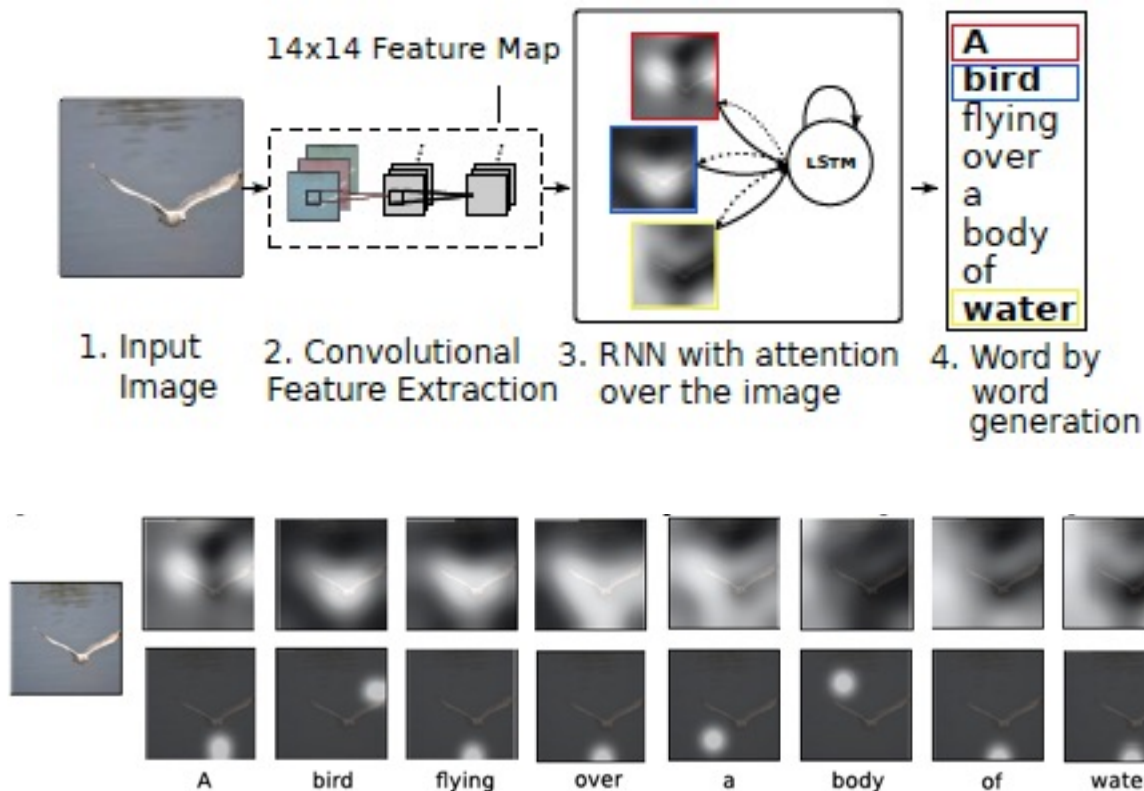 14x14 Feature Map
LSTM
A
bird
flying
over
a
body
of
water
1. Input
Image
2. Convolutional
Feature Extraction
3. RNN with attention
over the image
4. Word by
word
generation
A bird flying over a body of wate